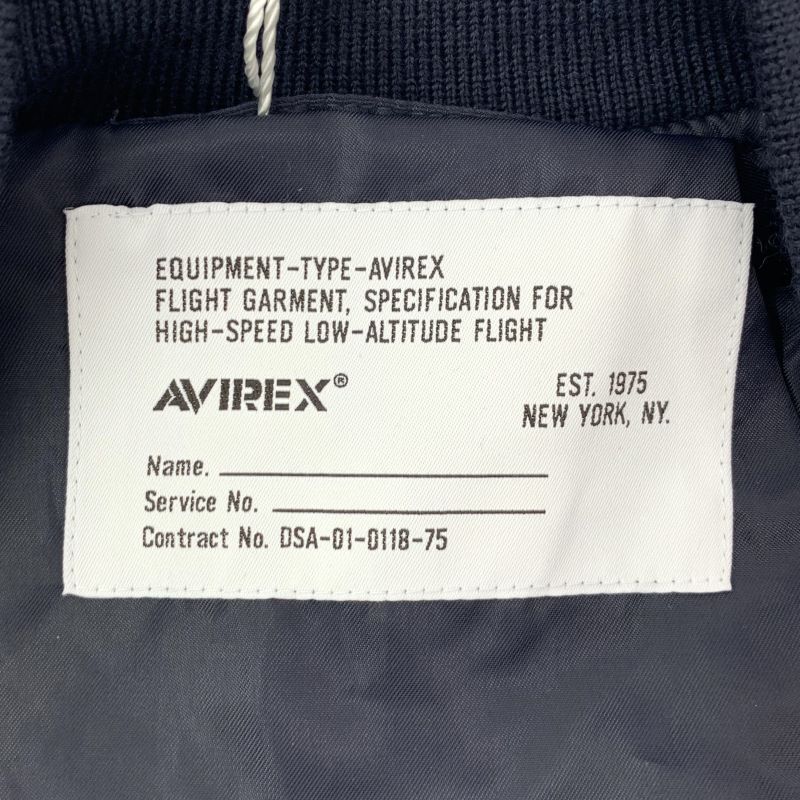 EQUIPMENT-TYPE-AVIREX
FLIGHT GARMENT, SPECIFICATION FOR
HIGH-SPEED LOW-ALTITUDE FLIGHT
AVIREX®
EST. 1975
NEW YORK, NY.
Name.
Service No.
Contract No. DSA-01-0118-75